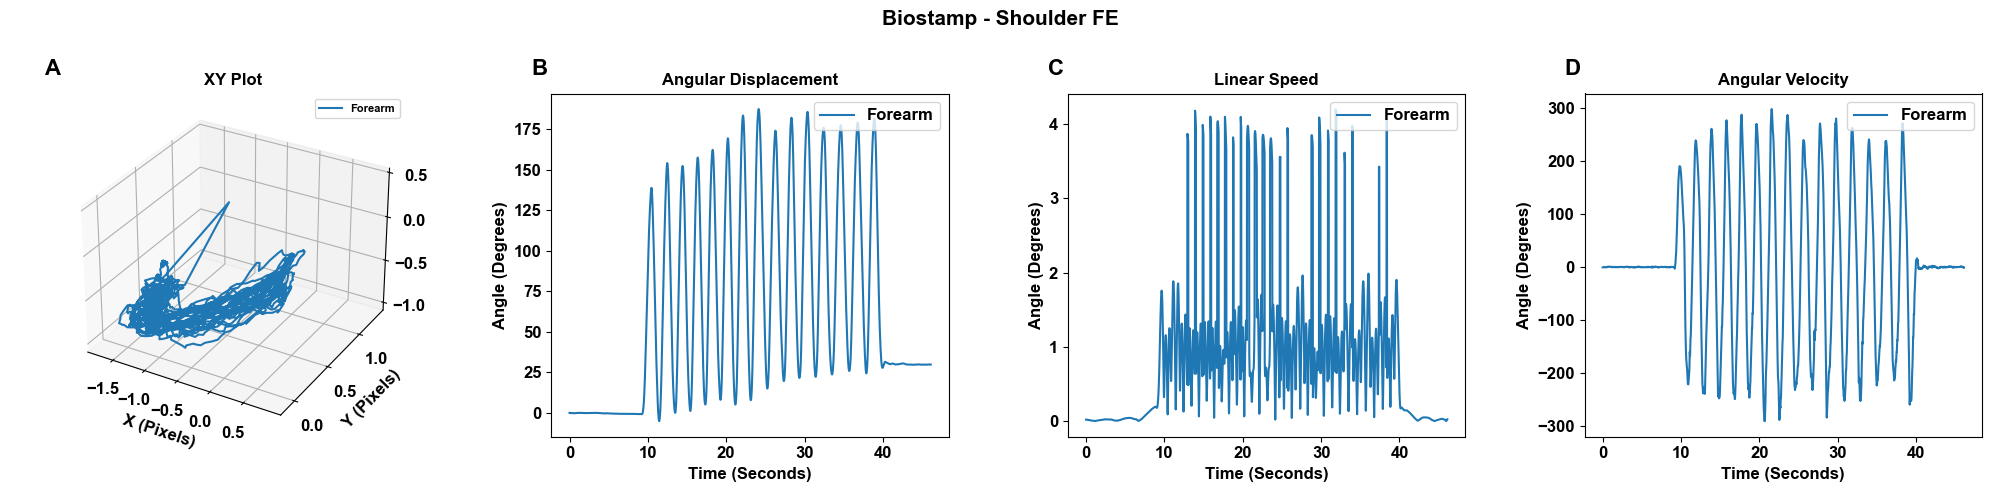 Biostamp - Shoulder FE
A
XY Plot
Forearm
0.5
0.0
−0.5
−1.0
−1.5
−1.0
−0.5
0.0
0.5
X (Pixels)
0.0
0.5
1.0
Y (Pixels)
B
Angular Displacement
Forearm
175
150
125
100
75
50
25
0
Angle (Degrees)
0 10 20 30 40
Time (Seconds)
C
Linear Speed
Forearm
4
3
2
1
0
Angle (Degrees)
0 10 20 30 40
Time (Seconds)
D
Angular Velocity
Forearm
300
200
100
0
−100
−200
−300
Angle (Degrees)
0 10 20 30 40
Time (Seconds)